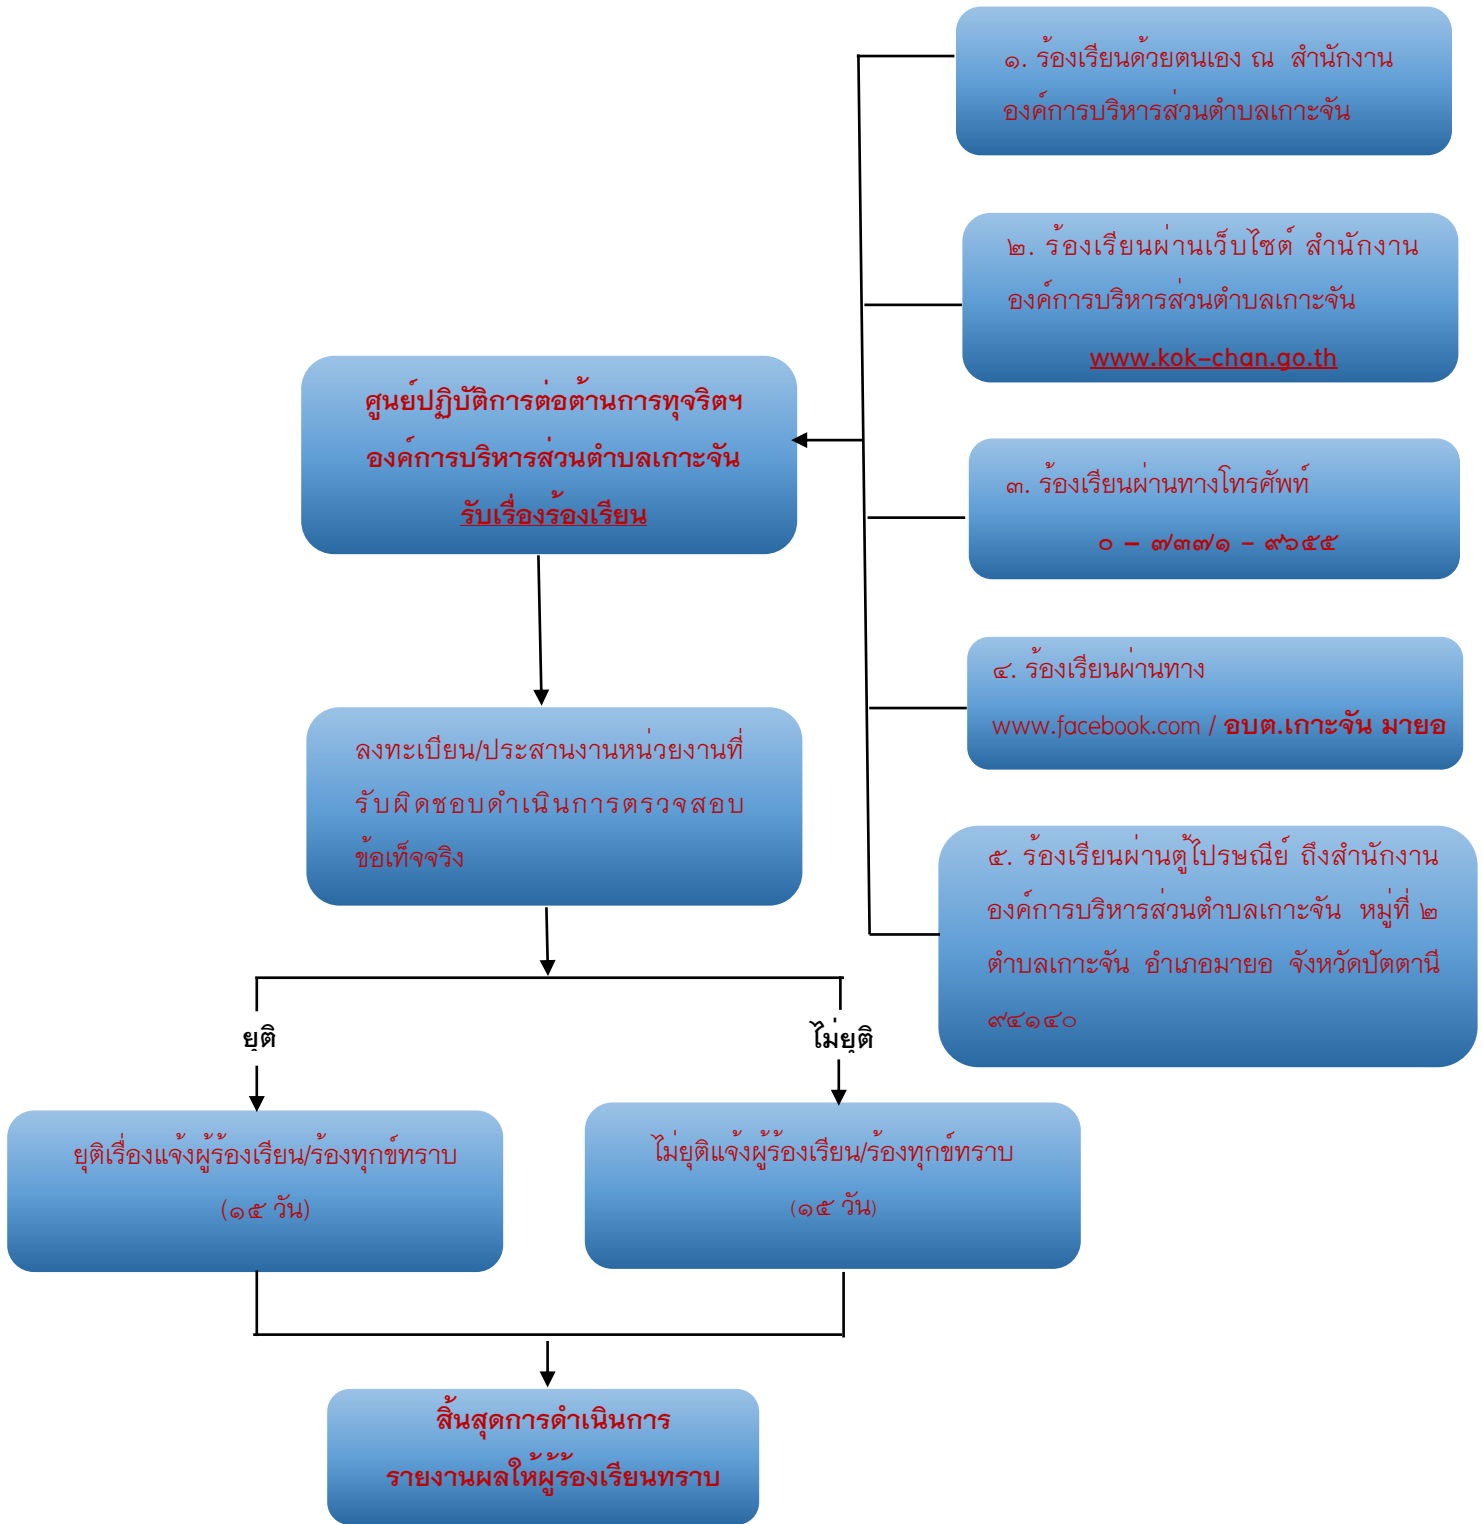 ๑. ร้องเรียนด้วยตนเอง ณ สำนักงาน
องค์การบริหารส่วนตำบลเกาะจัน
๒. ร้องเรียนผ่านเว็บไซต์ สำนักงาน
องค์การบริหารส่วนตำบลเกาะจัน
www.kok-chan.go.th
ศูนย์ปฏิบัติการต่อต้านการทุจริตฯ
องค์การบริหารส่วนตำบลเกาะจัน
รับเรื่องร้องเรียน
๓. ร้องเรียนผ่านทางโทรศัพท์
๐ – ๗๓๗๑ - ๙๖๕๕
๔. ร้องเรียนผ่านทาง
www.facebook.com / อบต.เกาะจัน มายอ
ลงทะเบียน/ประสานงานหน่วยงานที่
รับผิดชอบดำเนินการตรวจสอบ
ข้อเท็จจริง
๕. ร้องเรียนผ่านตู้ไปรษณีย์ ถึงสำนักงาน
องค์การบริหารส่วนตำบลเกาะจัน หมู่ที่ ๒
ตำบลเกาะจัน อำเภอมายอ จังหวัดปัตตานี
๙๔๑๔๐
ยุติ
ไม่ยุติ
ยุติเรื่องแจ้งผู้ร้องเรียน/ร้องทุกข์ทราบ
(๑๕ วัน)
ไม่ยุติแจ้งผู้ร้องเรียน/ร้องทุกข์ทราบ
(๑๕ วัน)
สิ้นสุดการดำเนินการ
รายงานผลให้ผู้ร้องเรียนทราบ